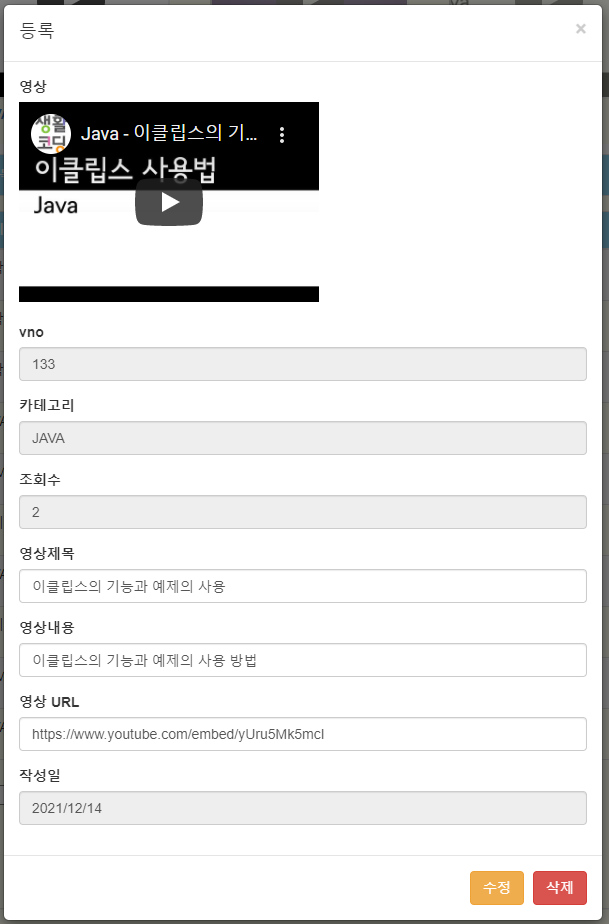 등록
×
영상
생활
코딩
Java - 이클립스의 기...
이클립스 사용법
Java
vno
133
카테고리
JAVA
조회수
2
영상제목
이클립스의 기능과 예제의 사용
영상내용
이클립스의 기능과 예제의 사용 방법
영상 URL
https://www.youtube.com/embed/yUru5Mk5mcI
작성일
2021/12/14
수정
삭제